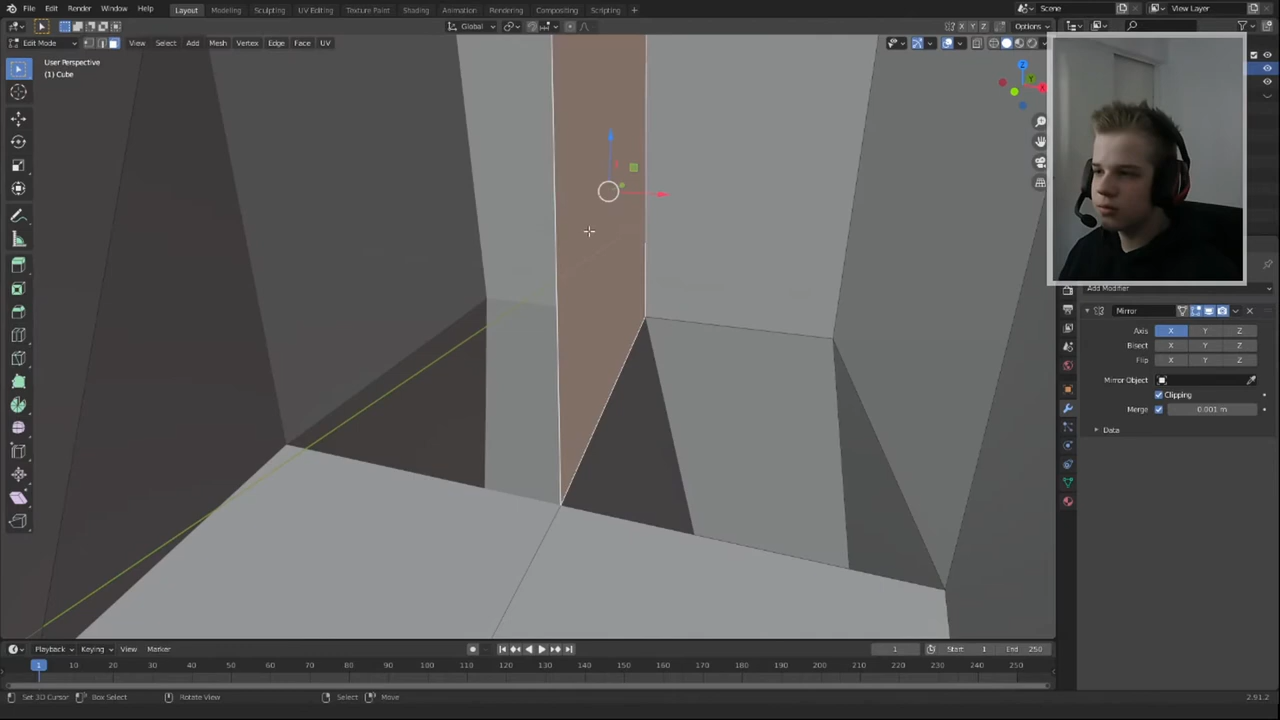 File Edit Render Window Help Layout Modeling Sculpting UV Editing Texture Paint Shading Animation Rendering Compositing Scripting + Scene View Layer
Global X Y Z Options
Edit Mode View Select Add Mesh Vertex Edge Face UV
User Perspective
(1) Cube
Z
Y
X
Add Modifier
Mirror
Axis X Y Z
Bisect X Y Z
Flip X Y Z
Mirror Object
Clipping
Merge 0.001 m
Data
Playback Keying View Marker 1 Start 1 End 250
1 10 20 30 40 50 60 70 80 90 100 110 120 130 140 150 160 170 180 190 200 210 220 230 240 250
Set 3D Cursor Box Select Rotate View Select Move 2.91.2